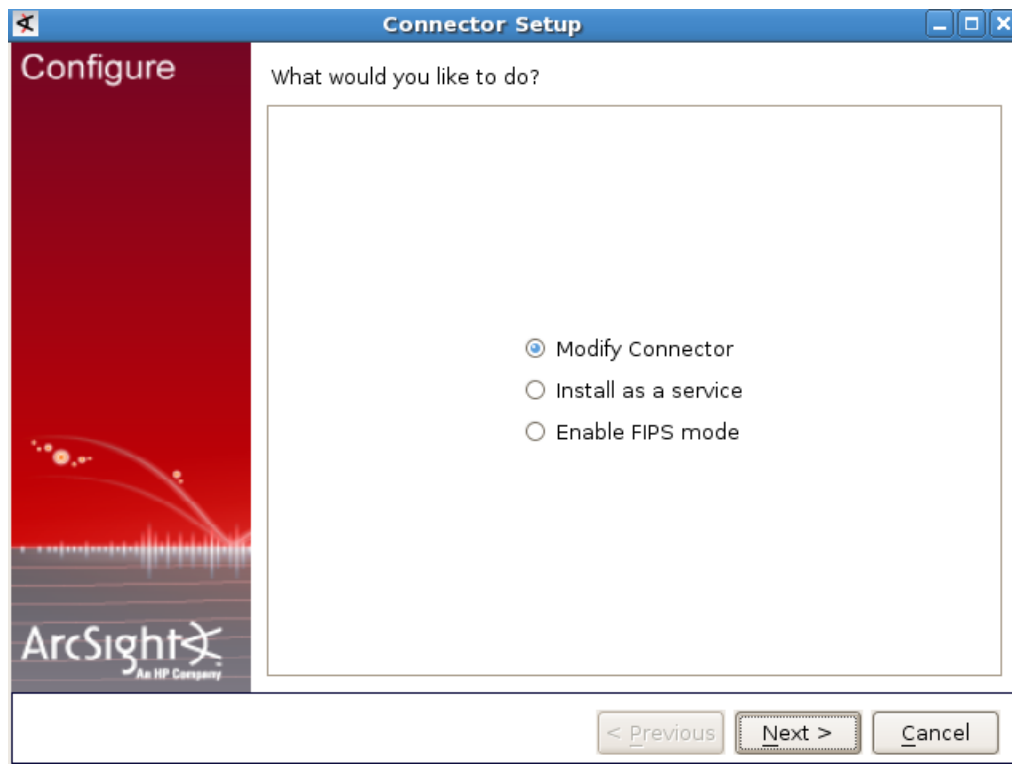 Connector Setup
Configure
What would you like to do?
Modify Connector
Install as a service
Enable FIPS mode
ArcSight
An HP Company
< Previous
Next >
Cancel